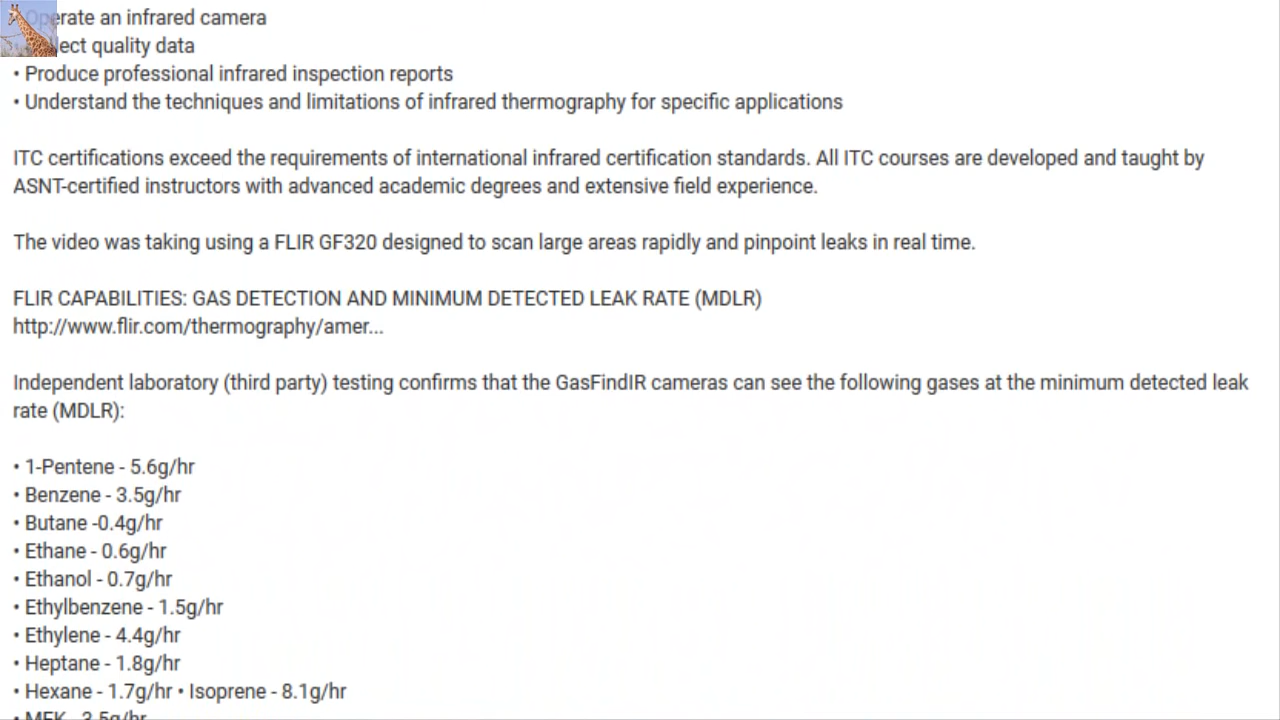 erate an infrared camera
lect quality data
• Produce professional infrared inspection reports
• Understand the techniques and limitations of infrared thermography for specific applications
ITC certifications exceed the requirements of international infrared certification standards. All ITC courses are developed and taught by
ASNT-certified instructors with advanced academic degrees and extensive field experience.
The video was taking using a FLIR GF320 designed to scan large areas rapidly and pinpoint leaks in real time.
FLIR CAPABILITIES: GAS DETECTION AND MINIMUM DETECTED LEAK RATE (MDLR)
http://www.flir.com/thermography/amer...
Independent laboratory (third party) testing confirms that the GasFindIR cameras can see the following gases at the minimum detected leak
rate (MDLR):
• 1-Pentene - 5.6g/hr
• Benzene - 3.5g/hr
• Butane -0.4g/hr
• Ethane - 0.6g/hr
• Ethanol - 0.7g/hr
• Ethylbenzene - 1.5g/hr
• Ethylene - 4.4g/hr
• Heptane - 1.8g/hr
• Hexane - 1.7g/hr • Isoprene - 8.1g/hr
• MEK - 3.5g/hr